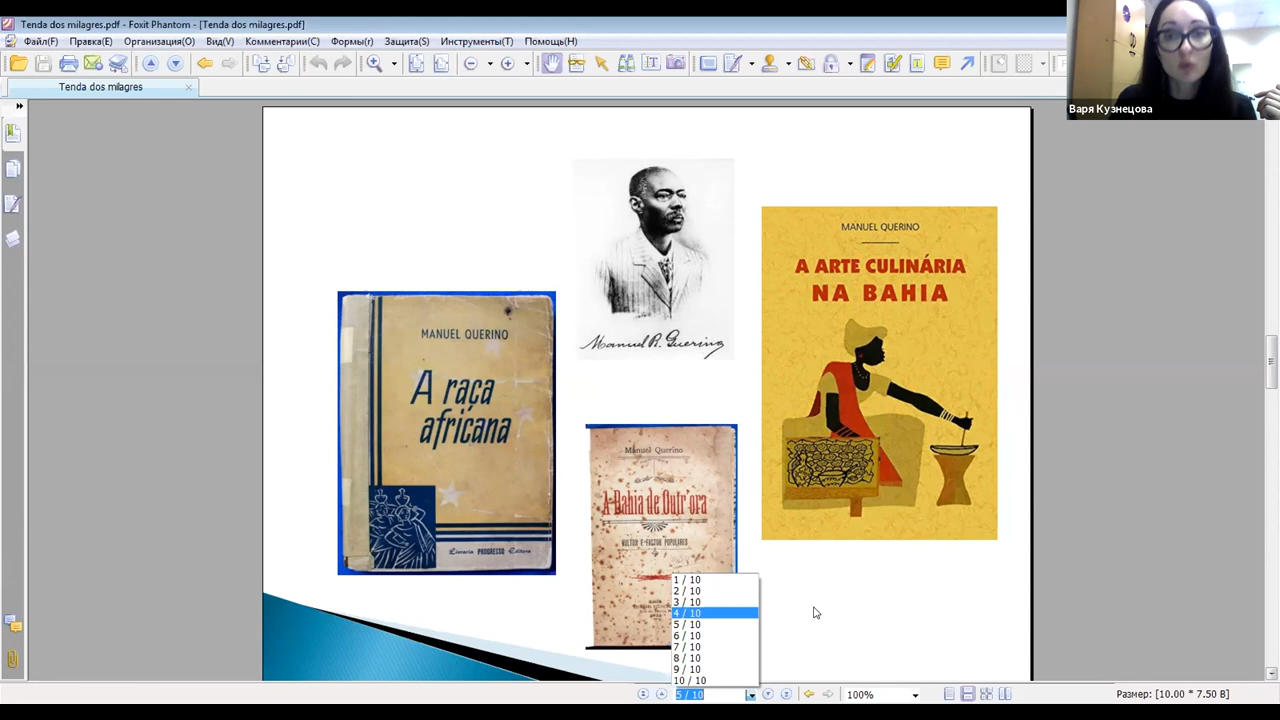 Tenda dos milagres.pdf - Foxit Phantom - [Tenda dos milagres.pdf]
Файл(F) Правка(E) Организация(O) Вид(V) Комментарии(C) Формы(r) Защита(S) Инструменты(T) Помощь(H)
Tenda dos milagres
Варя Кузнецова
MANUEL QUERINO
A raça
africana
Livraria PROGRESSO Editora
Manuel R. Querino
MANUEL QUERINO
A ARTE CULINÁRIA
NA BAHIA
Manuel Querino
A Bahia de Outr'ora
VULTOS E FACTOS POPULARES
1 / 10
2 / 10
3 / 10
4 / 10
5 / 10
6 / 10
7 / 10
8 / 10
9 / 10
10 / 10
5 / 10
100%
Размер: [10.00 * 7.50 В]